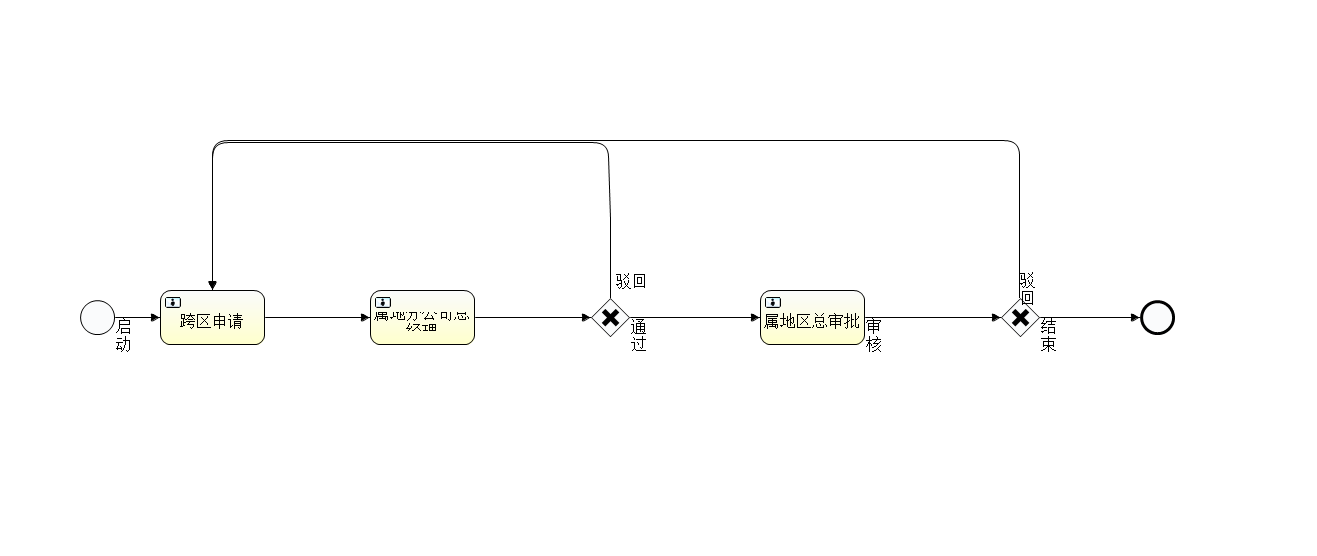 驳回
驳
回
启
动
跨区申请
属地分公司总
经理
通
过
属地区总审批
审
核
结
束